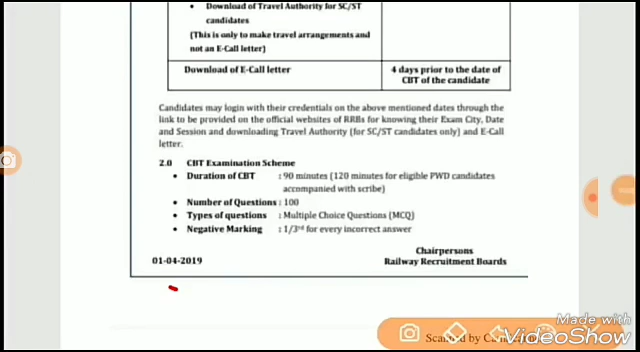 • Download of Travel Authority for SC/ST
candidates
(This is only to make travel arrangements and
not an E-Call letter)
Download of E-Call letter
4 days prior to the date of
CBT of the candidate
Candidates may login with their credentials on the above mentioned dates through the
link to be provided on the official websites of RRBs for knowing their Exam City, Date
and Session and downloading Travel Authority (for SC/ST candidates only) and E-Call
letter.
2.0 CBT Examination Scheme
• Duration of CBT : 90 minutes (120 minutes for eligible PWD candidates
accompanied with scribe)
• Number of Questions : 100
• Types of questions : Multiple Choice Questions (MCQ)
• Negative Marking : 1/3rd for every incorrect answer
Chairpersons
01-04-2019 Railway Recruitment Boards
Made with
VideoShow
Scanned by